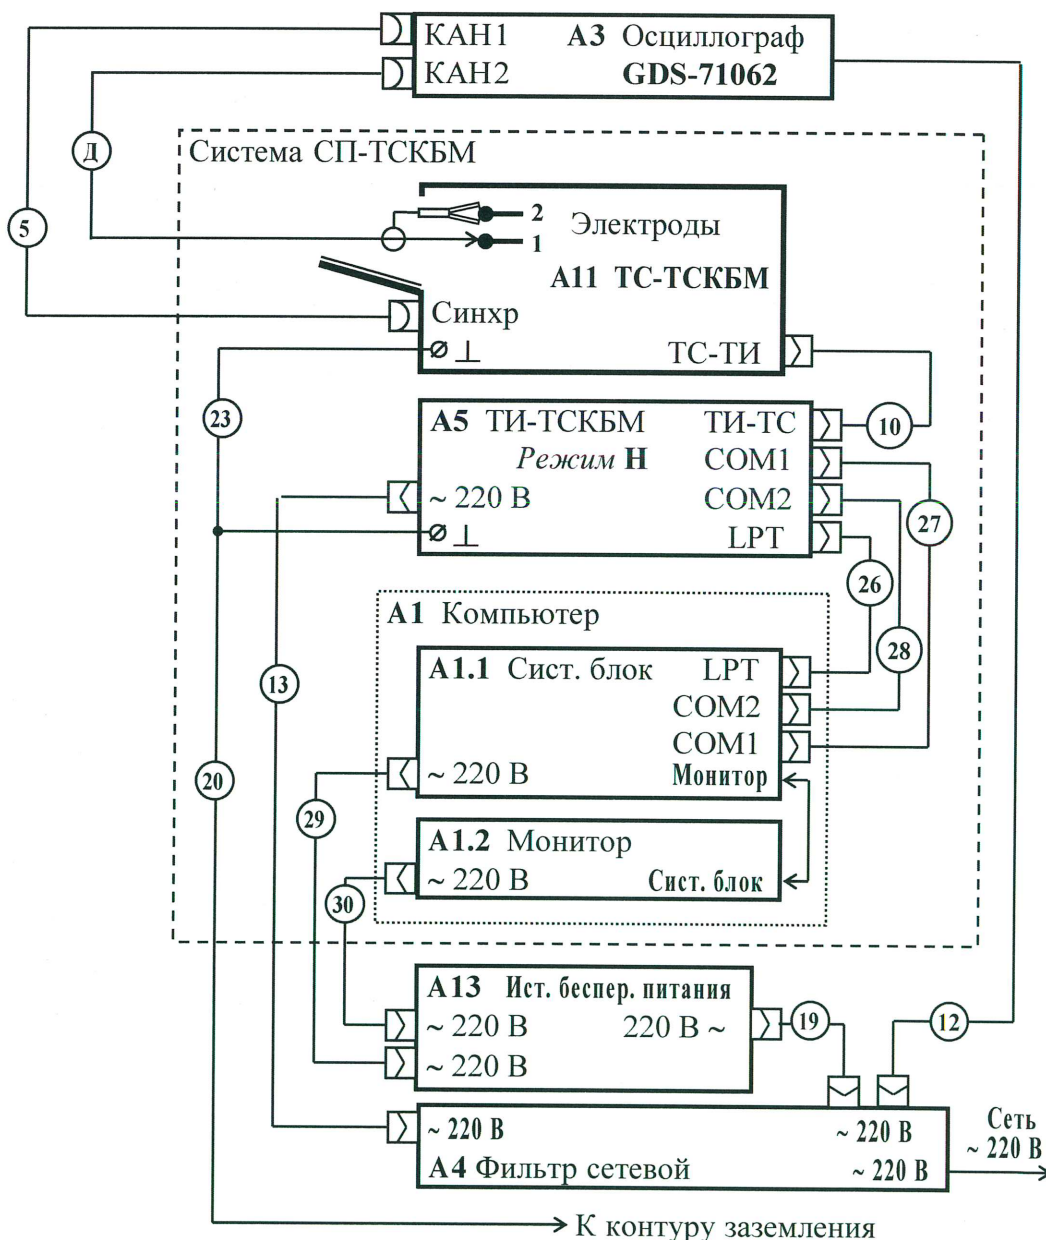 КАН1 А3 Осциллограф
КАН2 GDS-71062
Д
Система СП-ТСКБМ
2
Электроды
1
5
А11 ТС-ТСКБМ
Синхр
⊥ ТС-ТИ
23
А5 ТИ-ТСКБМ ТИ-ТС
10
Режим Н COM1
~ 220 В COM2
27
⊥ LPT
26
А1 Компьютер
28
А1.1 Сист. блок LPT
13
COM2
COM1
~ 220 В Монитор
20
29
А1.2 Монитор
~ 220 В Сист. блок
30
А13 Ист. беспер. питания
~ 220 В 220 В ~
19
12
~ 220 В
~ 220 В ~ 220 В
Сеть
~ 220 В
А4 Фильтр сетевой ~ 220 В
К контуру заземления